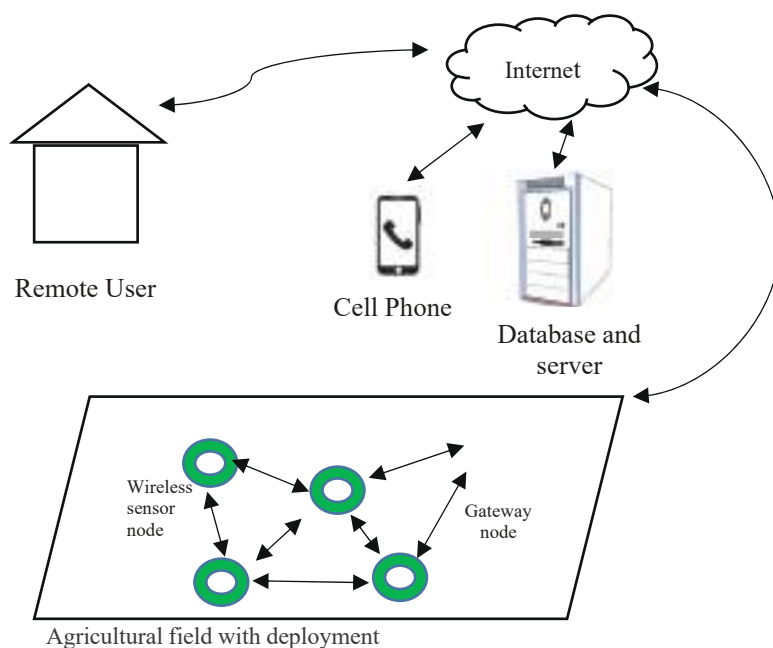 Internet
Remote User
Cell Phone
Database and
server
Wireless
sensor
node
Gateway
node
Agricultural field with deployment